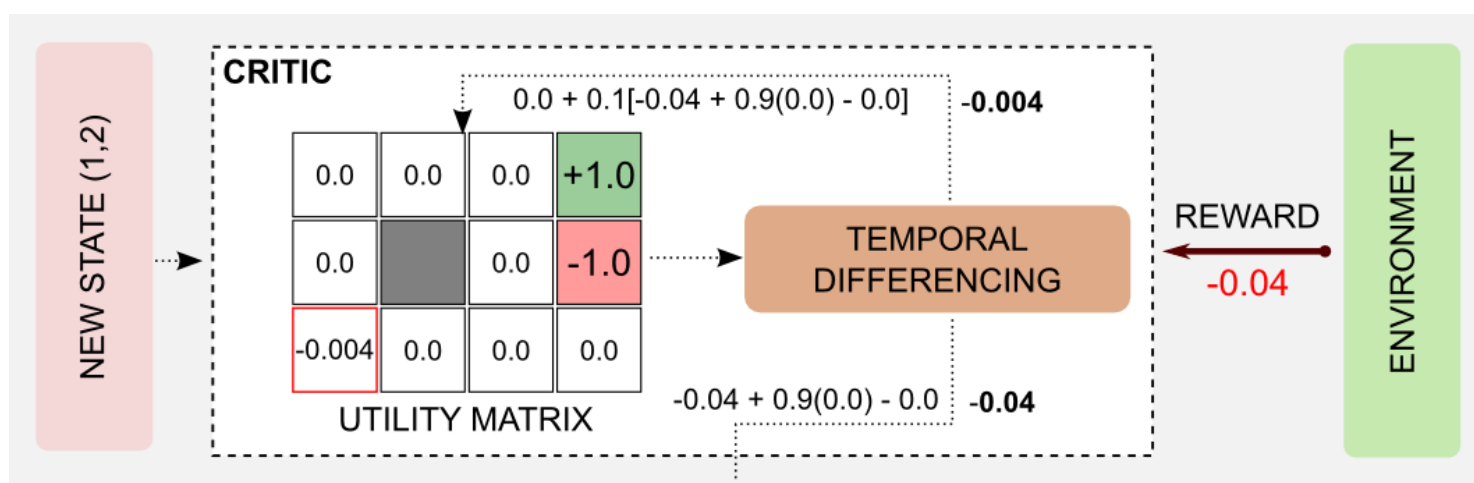 NEW STATE (1,2)
CRITIC
0.0 + 0.1[-0.04 + 0.9(0.0) - 0.0]
-0.004
0.0 0.0 0.0 +1.0
0.0 0.0 -1.0
-0.004 0.0 0.0 0.0
UTILITY MATRIX
TEMPORAL
DIFFERENCING
-0.04 + 0.9(0.0) - 0.0
-0.04
REWARD
-0.04
ENVIRONMENT